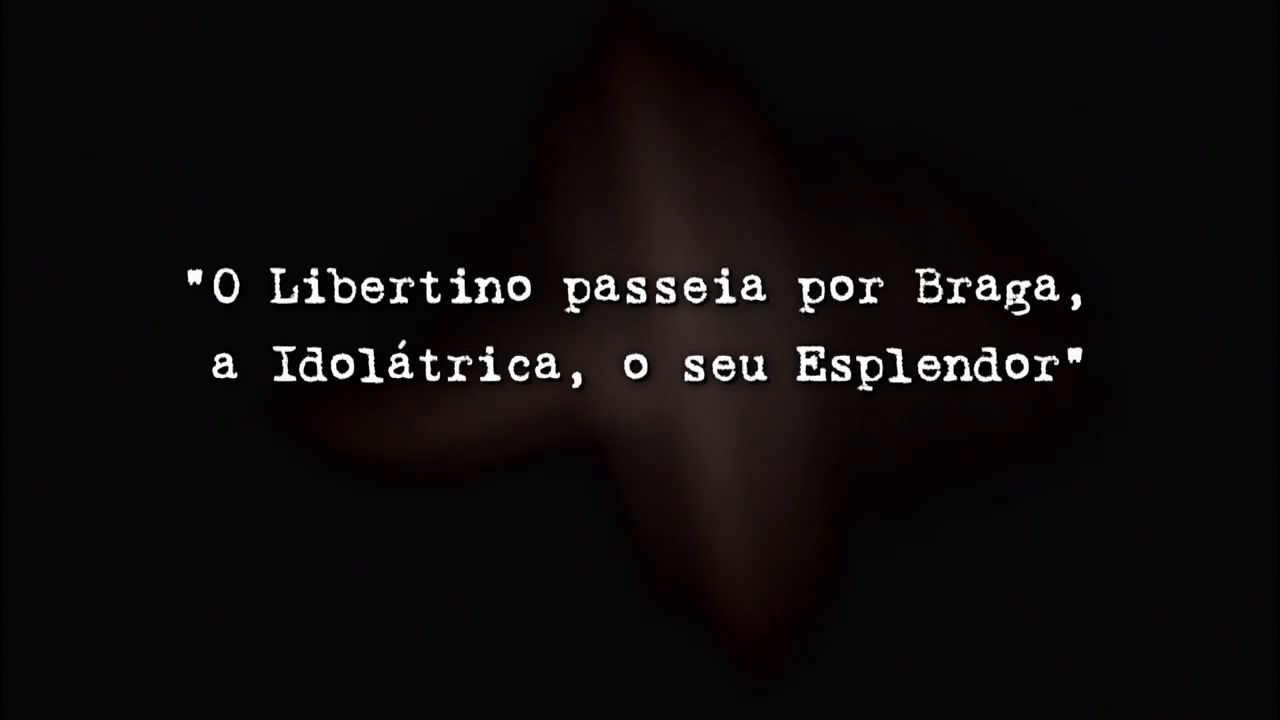 "O Libertino passeia por Braga,
a Idolátrica, o seu Esplendor"